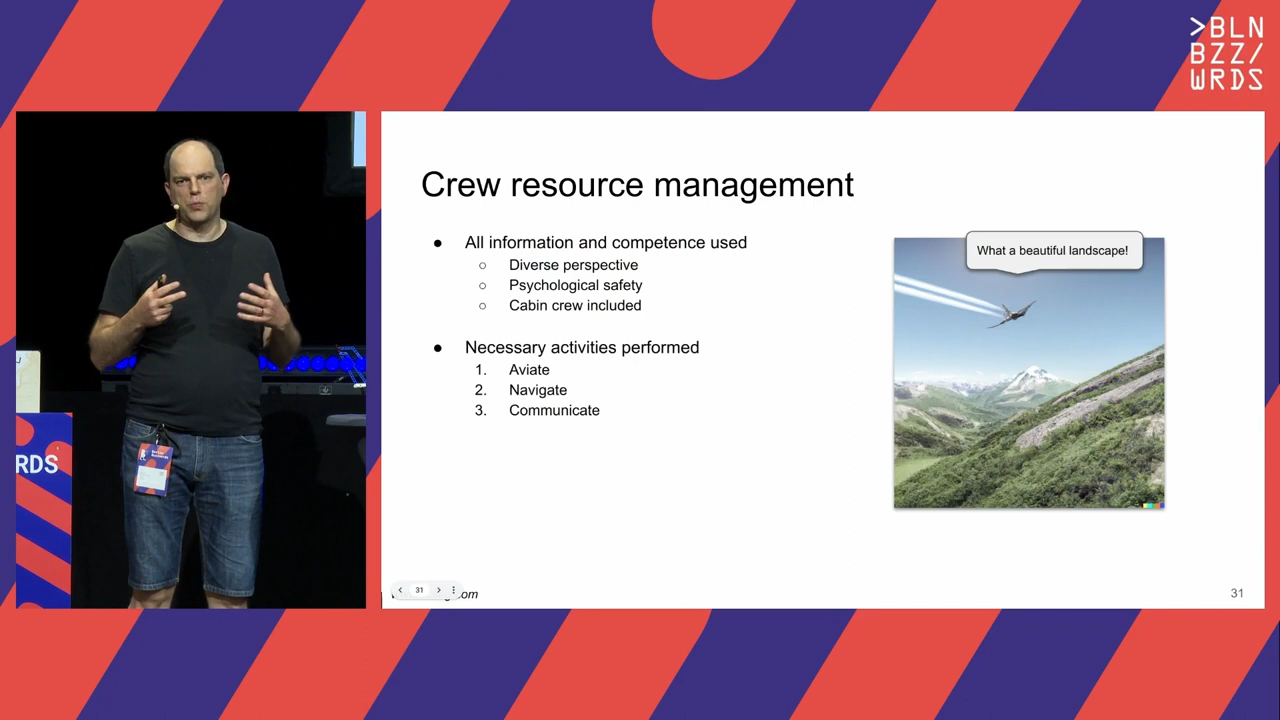 >BLN
BZZ/
WRDS
Crew resource management
● All information and competence used
○ Diverse perspective
○ Psychological safety
○ Cabin crew included
● Necessary activities performed
1. Aviate
2. Navigate
3. Communicate
What a beautiful landscape!
RDS
31
om
31